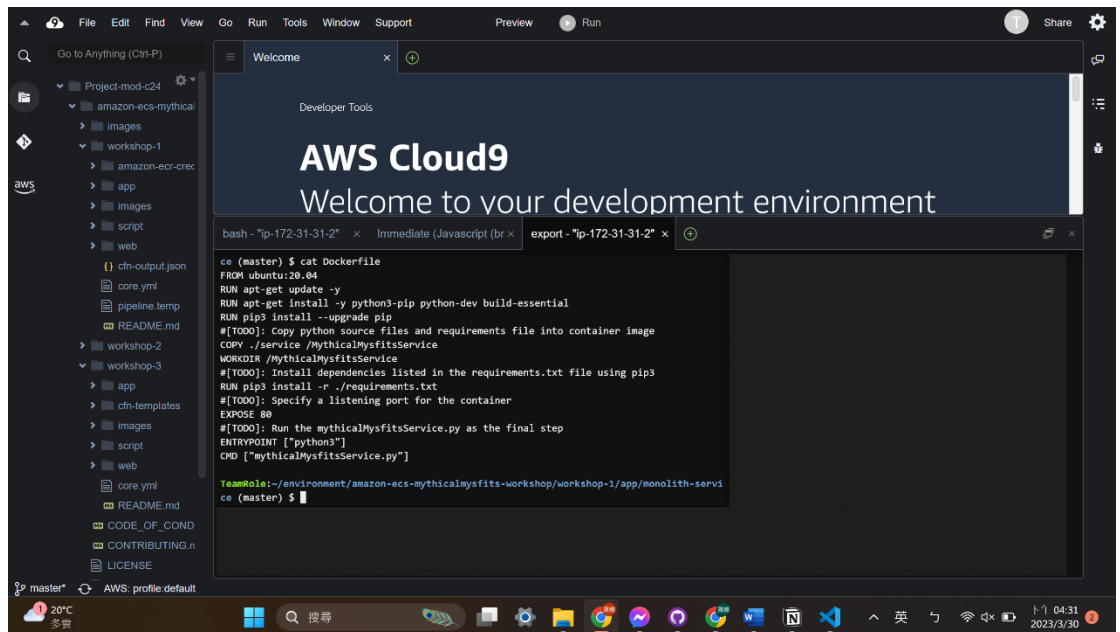 File Edit Find View Go Run Tools Window Support Preview Run T Share
Go to Anything (Ctrl-P)
Welcome
Project-mod-c24
amazon-ecs-mythical
images
workshop-1
amazon-ecr-cred
app
images
script
web
cfn-output.json
core.yml
pipeline.temp
README.md
workshop-2
workshop-3
app
cfn-templates
images
script
web
core.yml
README.md
CODE_OF_COND
CONTRIBUTING.n
LICENSE
aws
Developer Tools
AWS Cloud9
Welcome to your development environment
bash - "ip-172-31-31-2" Immediate (Javascript (br export - "ip-172-31-31-2"
ce (master) $ cat Dockerfile
FROM ubuntu:20.04
RUN apt-get update -y
RUN apt-get install -y python3-pip python-dev build-essential
RUN pip3 install --upgrade pip
#[TODO]: Copy python source files and requirements file into container image
COPY ./service /MythicalMysfitsService
WORKDIR /MythicalMysfitsService
#[TODO]: Install dependencies listed in the requirements.txt file using pip3
RUN pip3 install -r ./requirements.txt
#[TODO]: Specify a listening port for the container
EXPOSE 80
#[TODO]: Run the mythicalMysfitsService.py as the final step
ENTRYPOINT ["python3"]
CMD ["mythicalMysfitsService.py"]
TeamRole:~/environment/amazon-ecs-mythicalmysfits-workshop/workshop-1/app/monolith-servi
ce (master) $
master* AWS: profile:default
1 20°C
多雲
搜尋
英 ㄅ
下午 04:31
2023/3/30 2